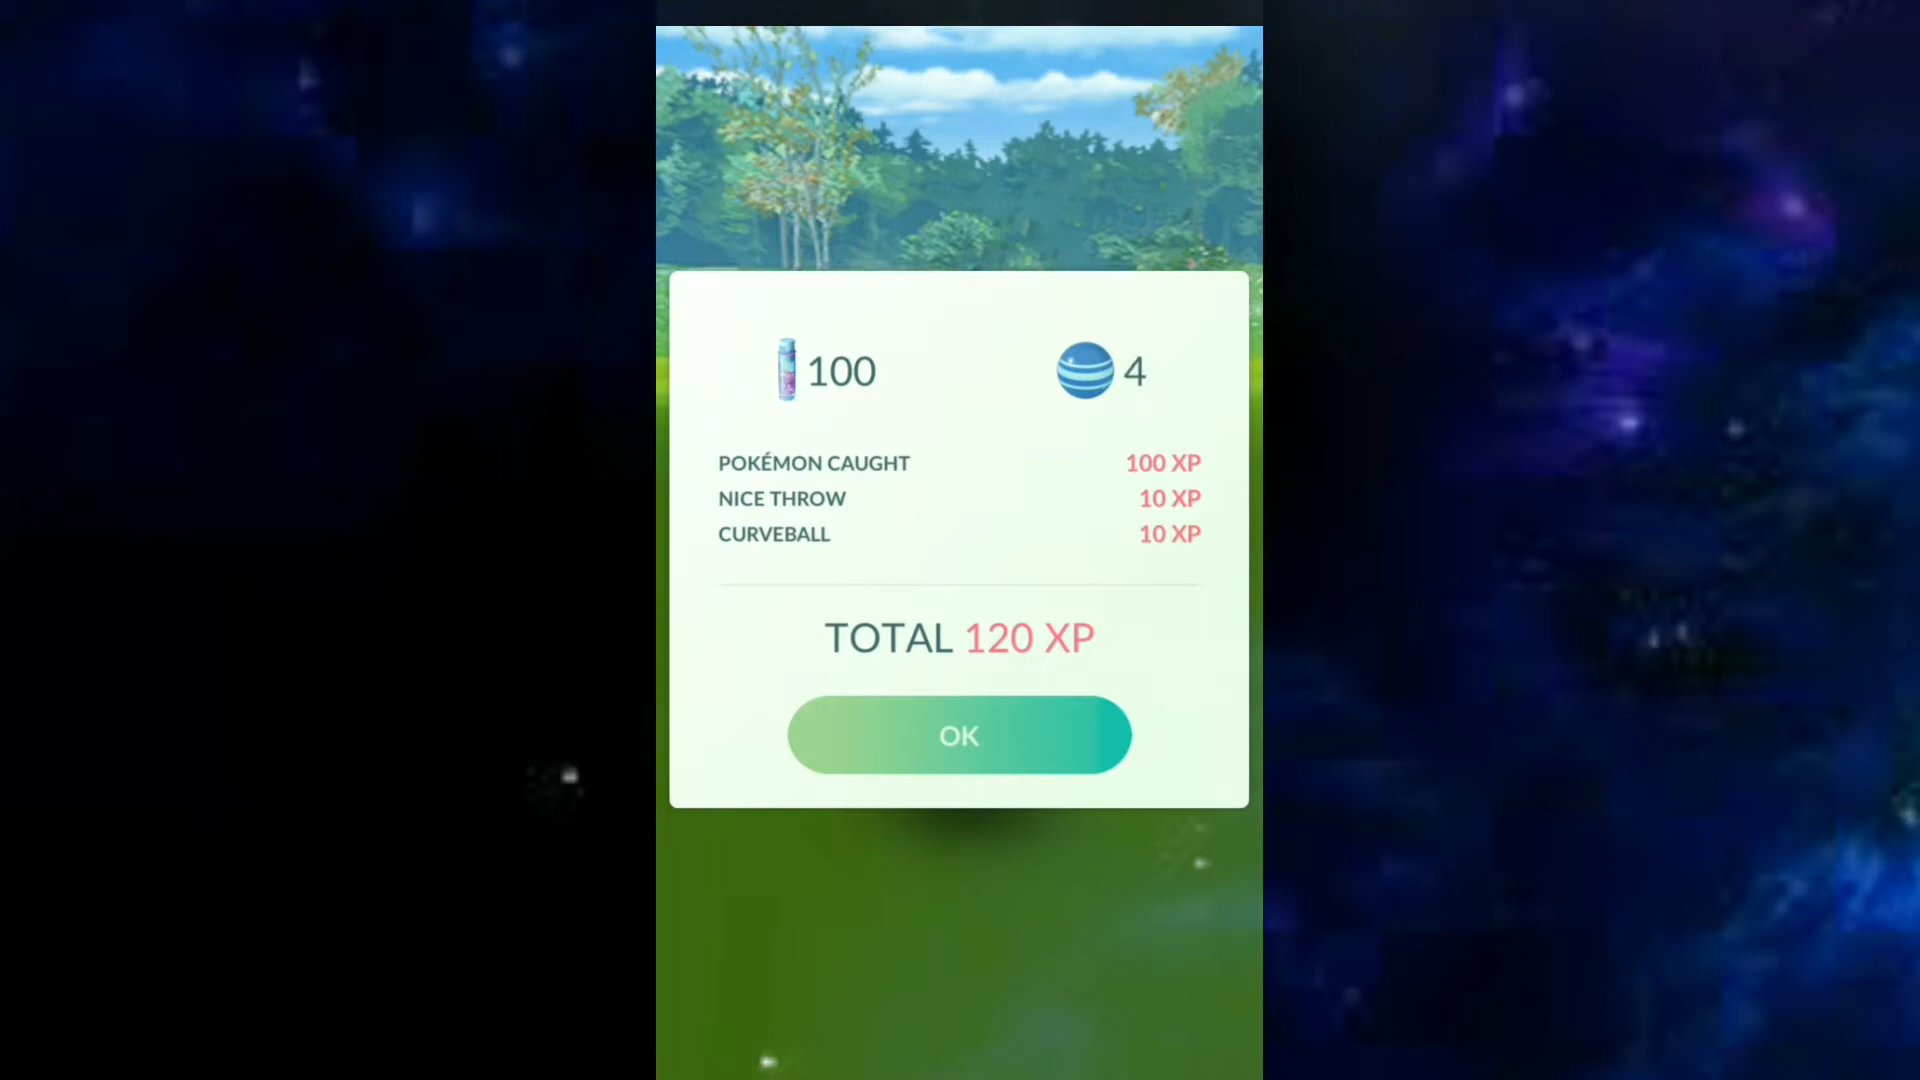 100 4
POKÉMON CAUGHT 100 XP
NICE THROW 10 XP
CURVEBALL 10 XP
TOTAL 120 XP
OK